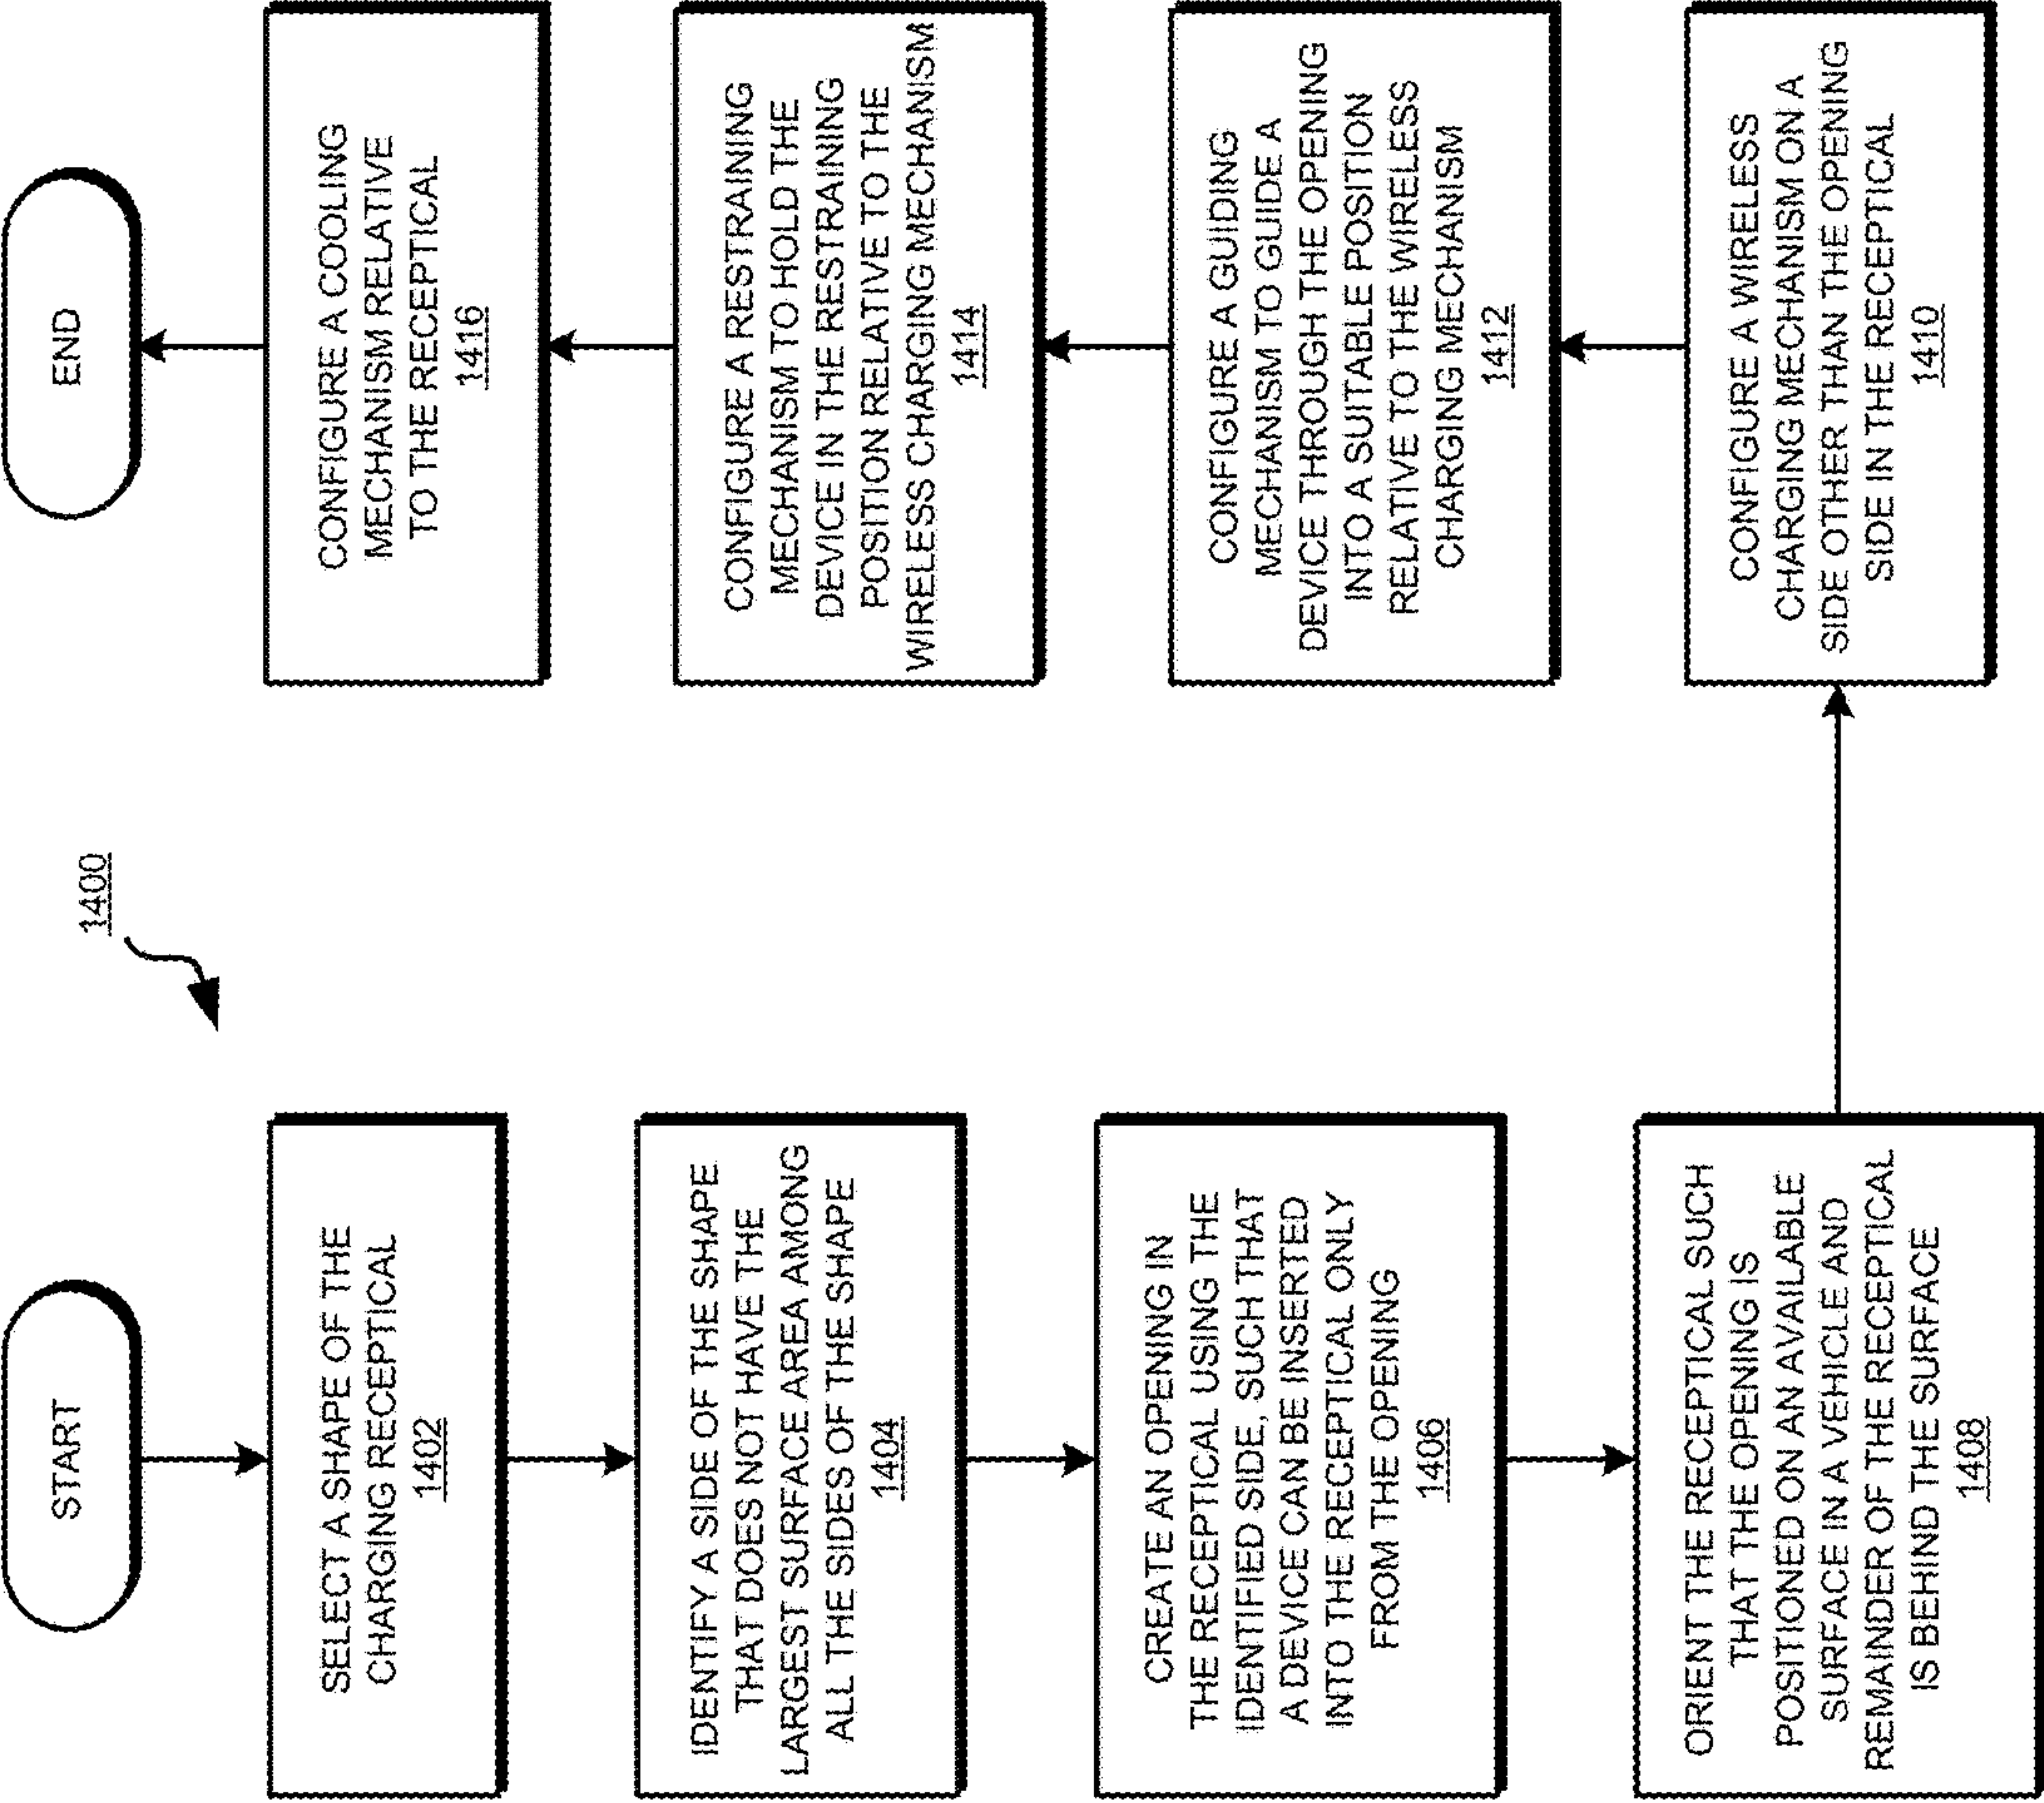 1400
START
SELECT A SHAPE OF THE
CHARGING RECEPTICAL
1402
IDENTIFY A SIDE OF THE SHAPE
THAT DOES NOT HAVE THE
LARGEST SURFACE AREA AMONG
ALL THE SIDES OF THE SHAPE
1404
CREATE AN OPENING IN
THE RECEPTICAL USING THE
IDENTIFIED SIDE, SUCH THAT
A DEVICE CAN BE INSERTED
INTO THE RECEPTICAL ONLY
FROM THE OPENING
1406
ORIENT THE RECEPTICAL SUCH
THAT THE OPENING IS
POSITIONED ON AN AVAILABLE
SURFACE IN A VEHICLE AND
REMAINDER OF THE RECEPTICAL
IS BEHIND THE SURFACE
1408
CONFIGURE A WIRELESS
CHARGING MECHANISM ON A
SIDE OTHER THAN THE OPENING
SIDE IN THE RECEPTICAL
1410
CONFIGURE A GUIDING
MECHANISM TO GUIDE A
DEVICE THROUGH THE OPENING
INTO A SUITABLE POSITION
RELATIVE TO THE WIRELESS
CHARGING MECHANISM
1412
CONFIGURE A RESTRAINING
MECHANISM TO HOLD THE
DEVICE IN THE RESTRAINING
POSITION RELATIVE TO THE
WIRELESS CHARGING MECHANISM
1414
CONFIGURE A COOLING
MECHANISM RELATIVE
TO THE RECEPTICAL
1416
END